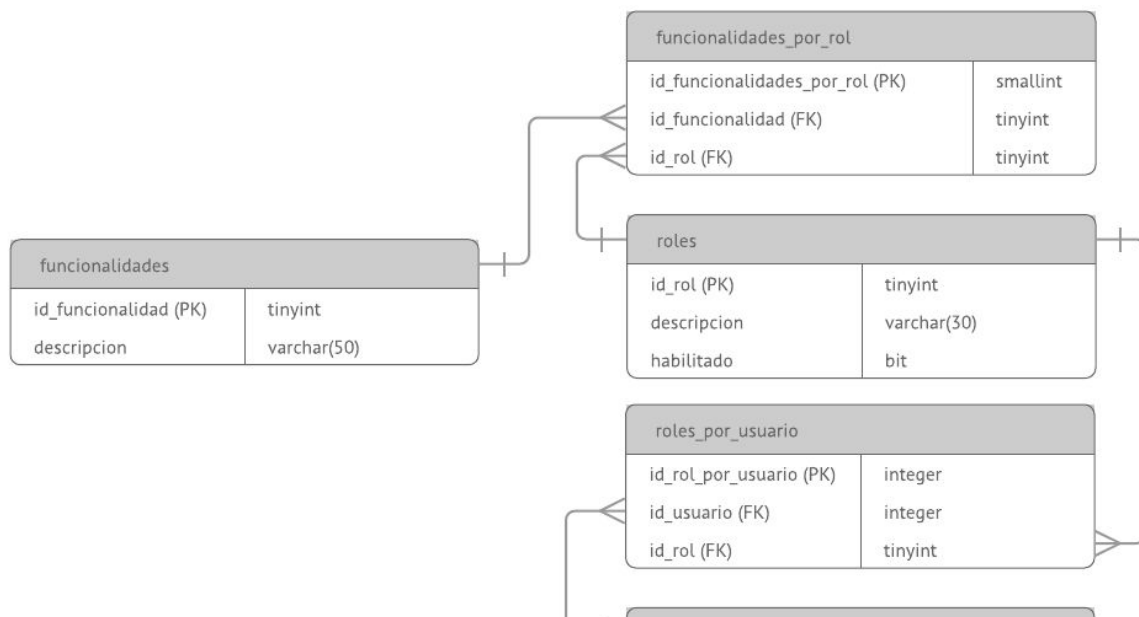 funcionalidades_por_rol
id_funcionalidades_por_rol (PK) smallint
id_funcionalidad (FK) tinyint
id_rol (FK) tinyint
funcionalidades
id_funcionalidad (PK) tinyint
descripcion varchar(50)
roles
id_rol (PK) tinyint
descripcion varchar(30)
habilitado bit
roles_por_usuario
id_rol_por_usuario (PK) integer
id_usuario (FK) integer
id_rol (FK) tinyint